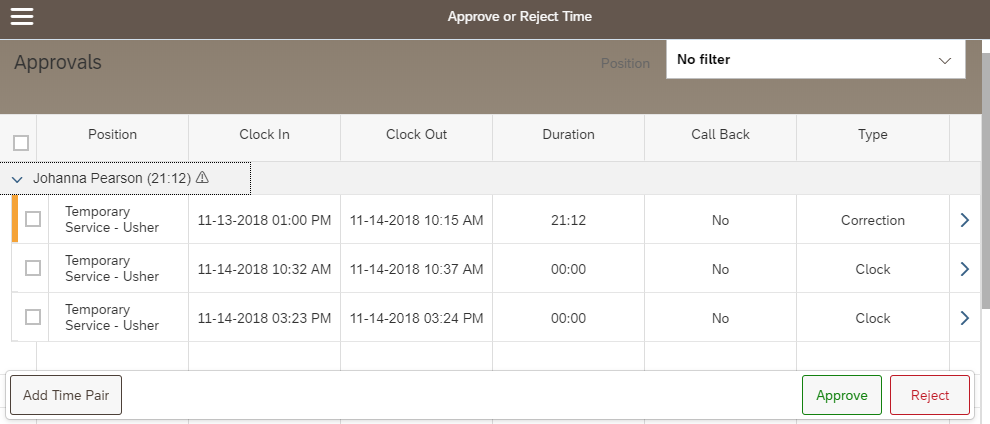 Approve or Reject Time
Approvals
Position
No filter
Position Clock In Clock Out Duration Call Back Type
Johanna Pearson (21:12)
Temporary
Service - Usher
11-13-2018 01:00 PM 11-14-2018 10:15 AM 21:12 No Correction
Temporary
Service - Usher
11-14-2018 10:32 AM 11-14-2018 10:37 AM 00:00 No Clock
Temporary
Service - Usher
11-14-2018 03:23 PM 11-14-2018 03:24 PM 00:00 No Clock
Add Time Pair Approve Reject